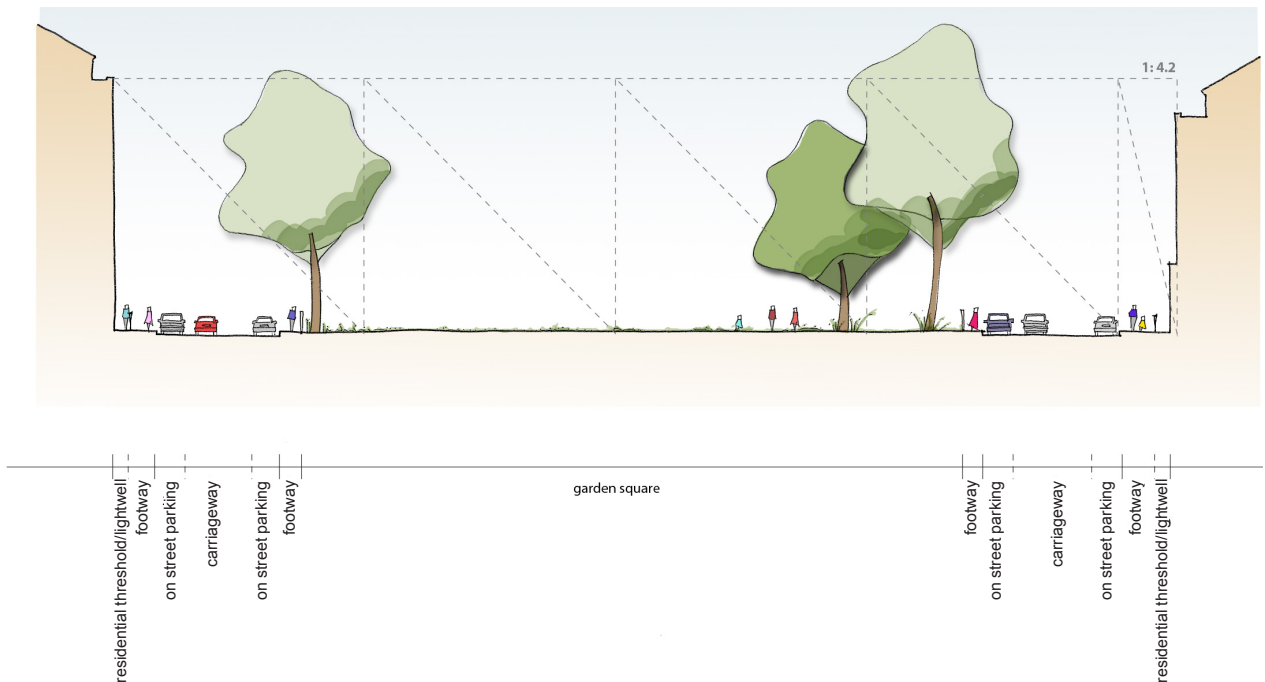 1: 4.2
residential threshold/lightwell
footway
on street parking
carriageway
on street parking
footway
garden square
footway
on street parking
carriageway
on street parking
footway
residential threshold/lightwell